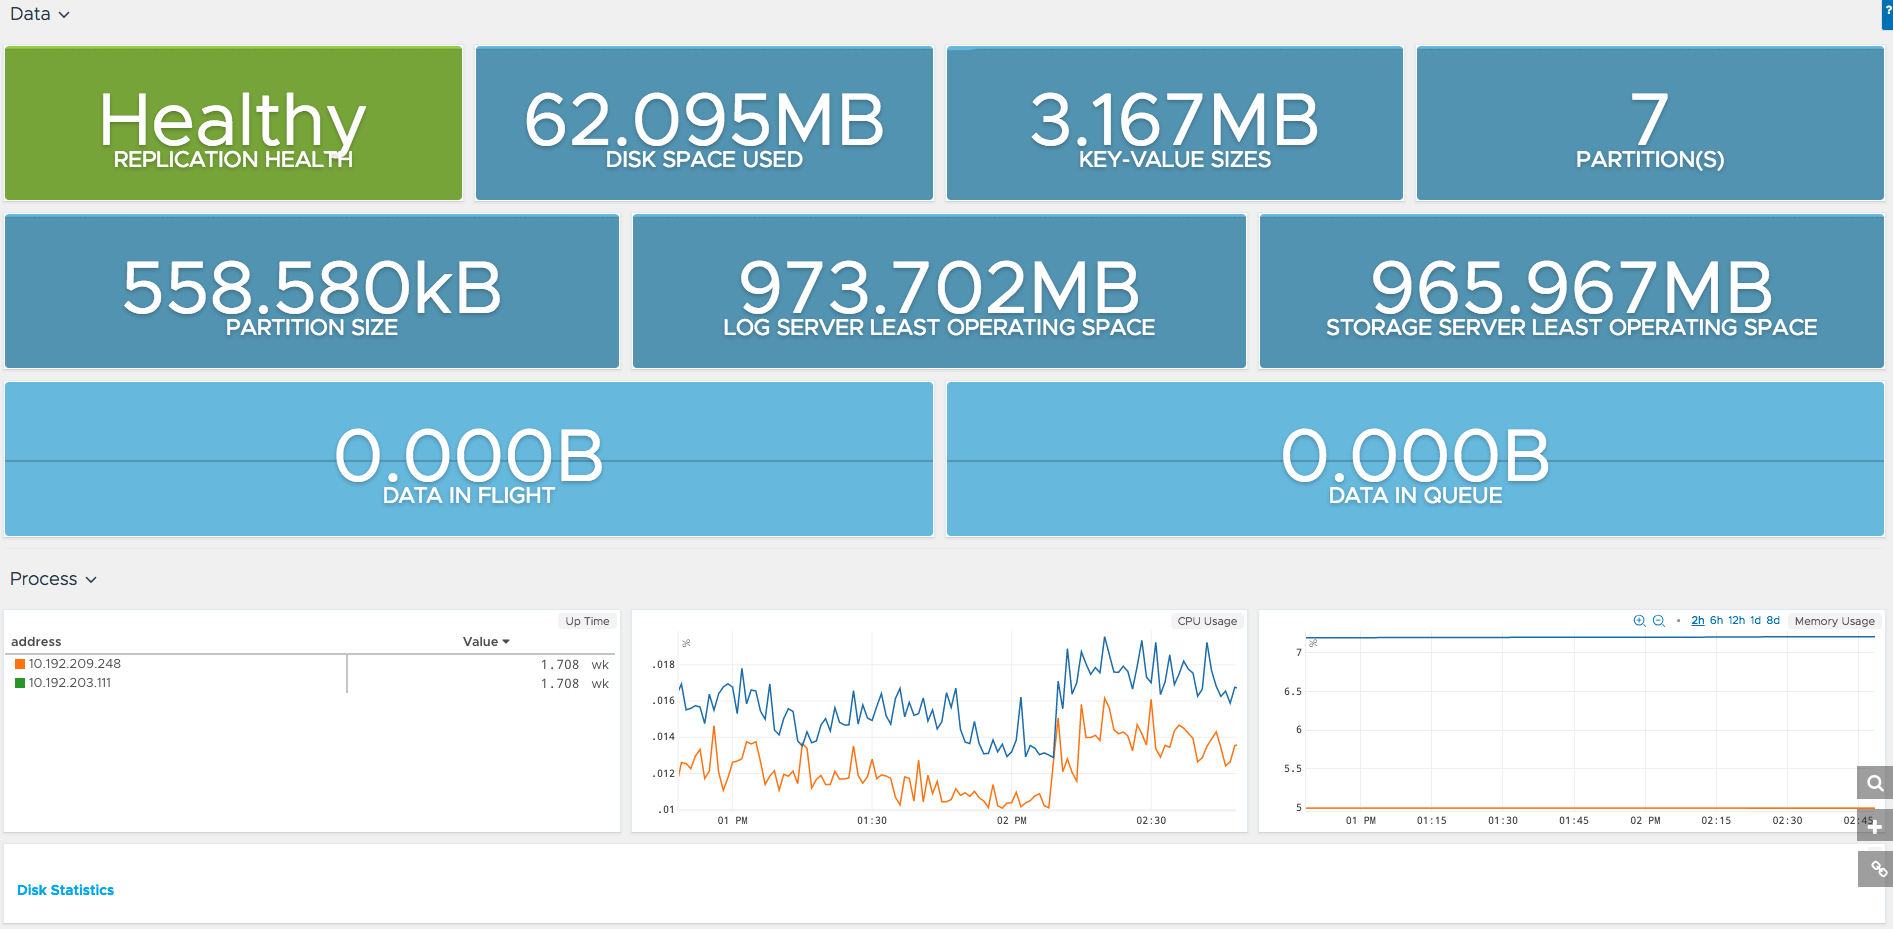 Data
?
Healthy
REPLICATION HEALTH
62.095MB
DISK SPACE USED
3.167MB
KEY-VALUE SIZES
7
PARTITION(S)
558.580kB
PARTITION SIZE
973.702MB
LOG SERVER LEAST OPERATING SPACE
965.967MB
STORAGE SERVER LEAST OPERATING SPACE
0.000B
DATA IN FLIGHT
0.000B
DATA IN QUEUE
Process
Up Time
address Value
10.192.209.248 1.708 wk
10.192.203.111 1.708 wk
CPU Usage
%
.018
.016
.014
.012
.01
01 PM 01:30 02 PM 02:30
2h 6h 12h 1d 8d Memory Usage
%
7
6.5
6
5.5
5
01 PM 01:15 01:30 01:45 02 PM 02:15 02:30 02:45
Disk Statistics